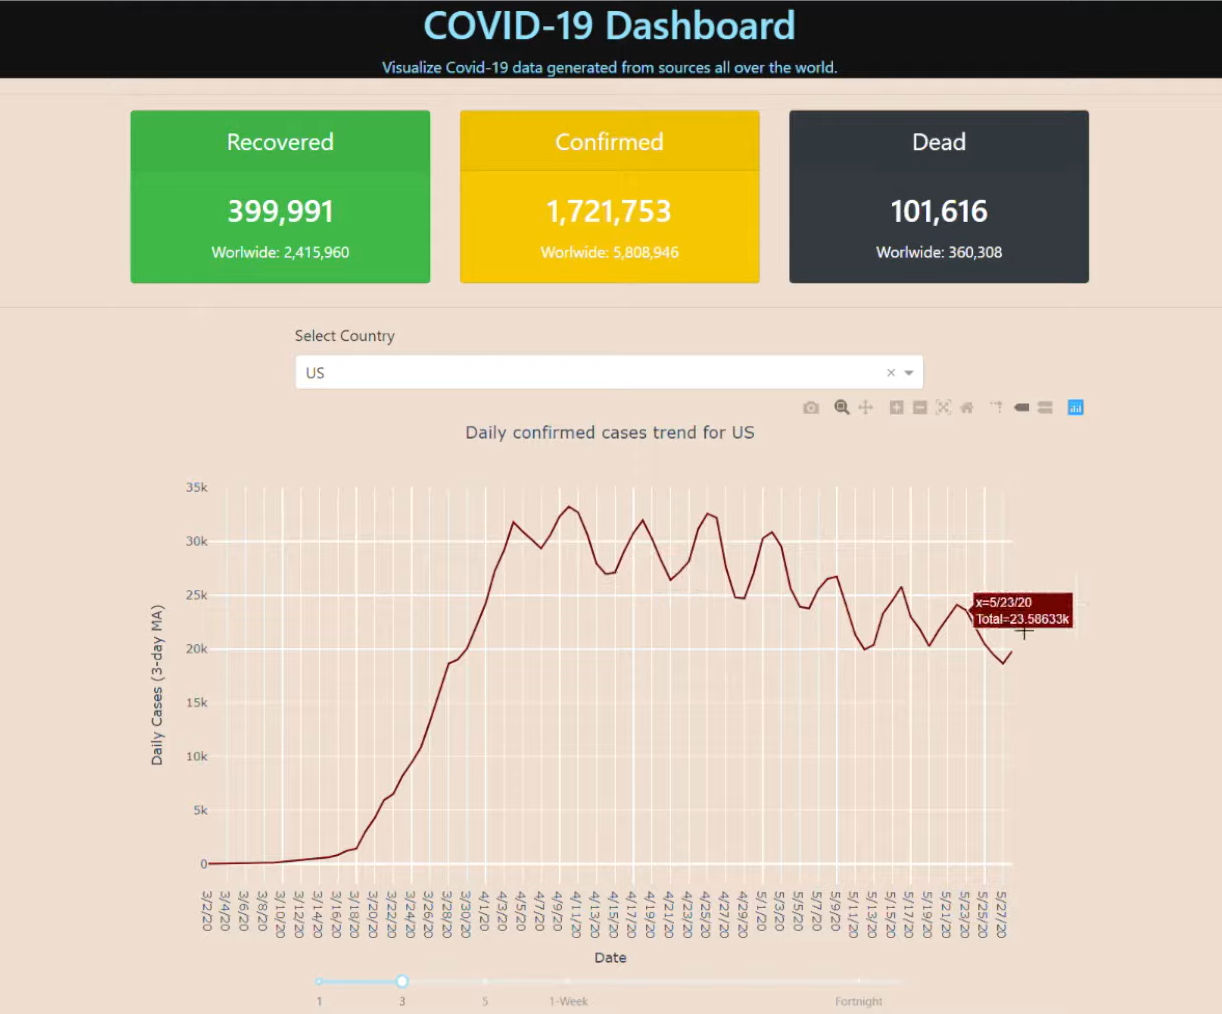 COVID-19 Dashboard
Visualize Covid-19 data generated from sources all over the world.
Recovered
399,991
Worlwide: 2,415,960
Confirmed
1,721,753
Worlwide: 5,808,946
Dead
101,616
Worlwide: 360,308
Select Country
US
Daily confirmed cases trend for US
35k
30k
25k
20k
15k
10k
5k
0
Daily Cases (3-day MA)
x=5/23/20
Total=23.58633k
3/2/20
3/4/20
3/6/20
3/8/20
3/10/20
3/12/20
3/14/20
3/16/20
3/18/20
3/20/20
3/22/20
3/24/20
3/26/20
3/28/20
3/30/20
4/1/20
4/3/20
4/5/20
4/7/20
4/9/20
4/11/20
4/13/20
4/15/20
4/17/20
4/19/20
4/21/20
4/23/20
4/25/20
4/27/20
4/29/20
5/1/20
5/3/20
5/5/20
5/7/20
5/9/20
5/11/20
5/13/20
5/15/20
5/17/20
5/19/20
5/21/20
5/23/20
5/25/20
5/27/20
Date
1
3
5
1-Week
Fortnight